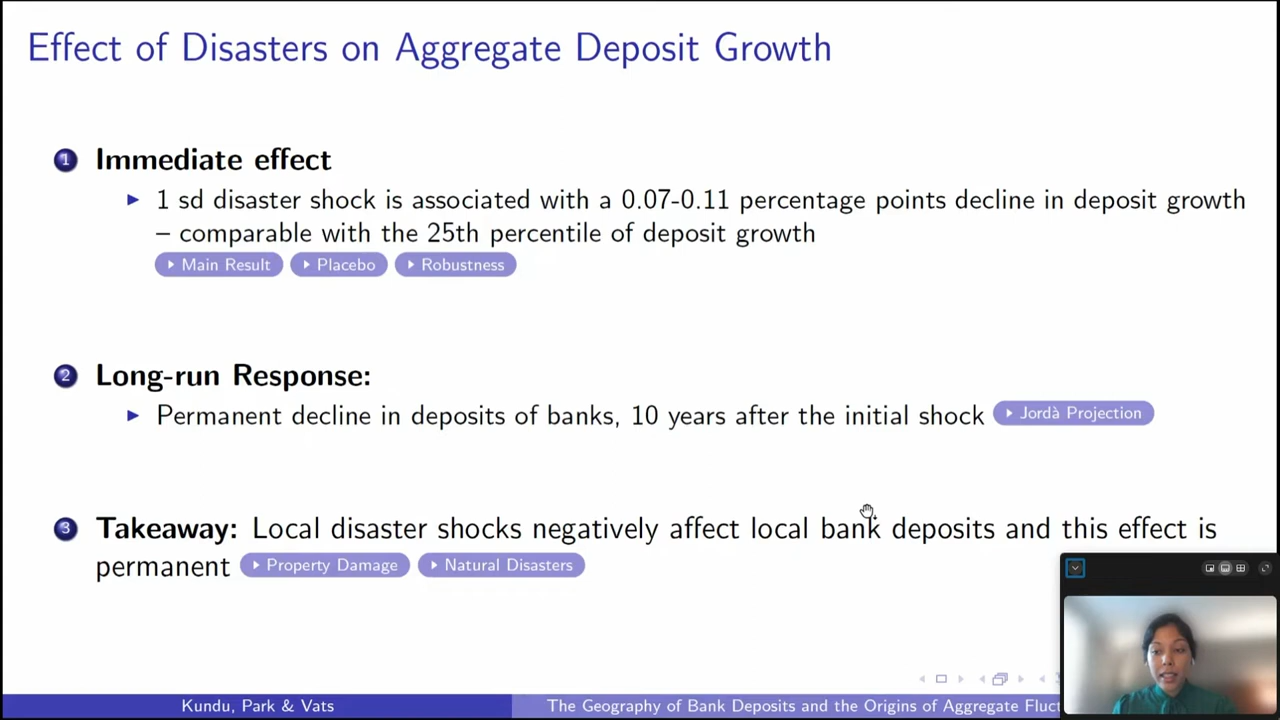 Effect of Disasters on Aggregate Deposit Growth
1 Immediate effect
1 sd disaster shock is associated with a 0.07-0.11 percentage points decline in deposit growth
– comparable with the 25th percentile of deposit growth
Main Result Placebo Robustness
2 Long-run Response:
Permanent decline in deposits of banks, 10 years after the initial shock Jordà Projection
3 Takeaway: Local disaster shocks negatively affect local bank deposits and this effect is
permanent Property Damage Natural Disasters
Kundu, Park & Vats The Geography of Bank Deposits and the Origins of Aggregate Fluct